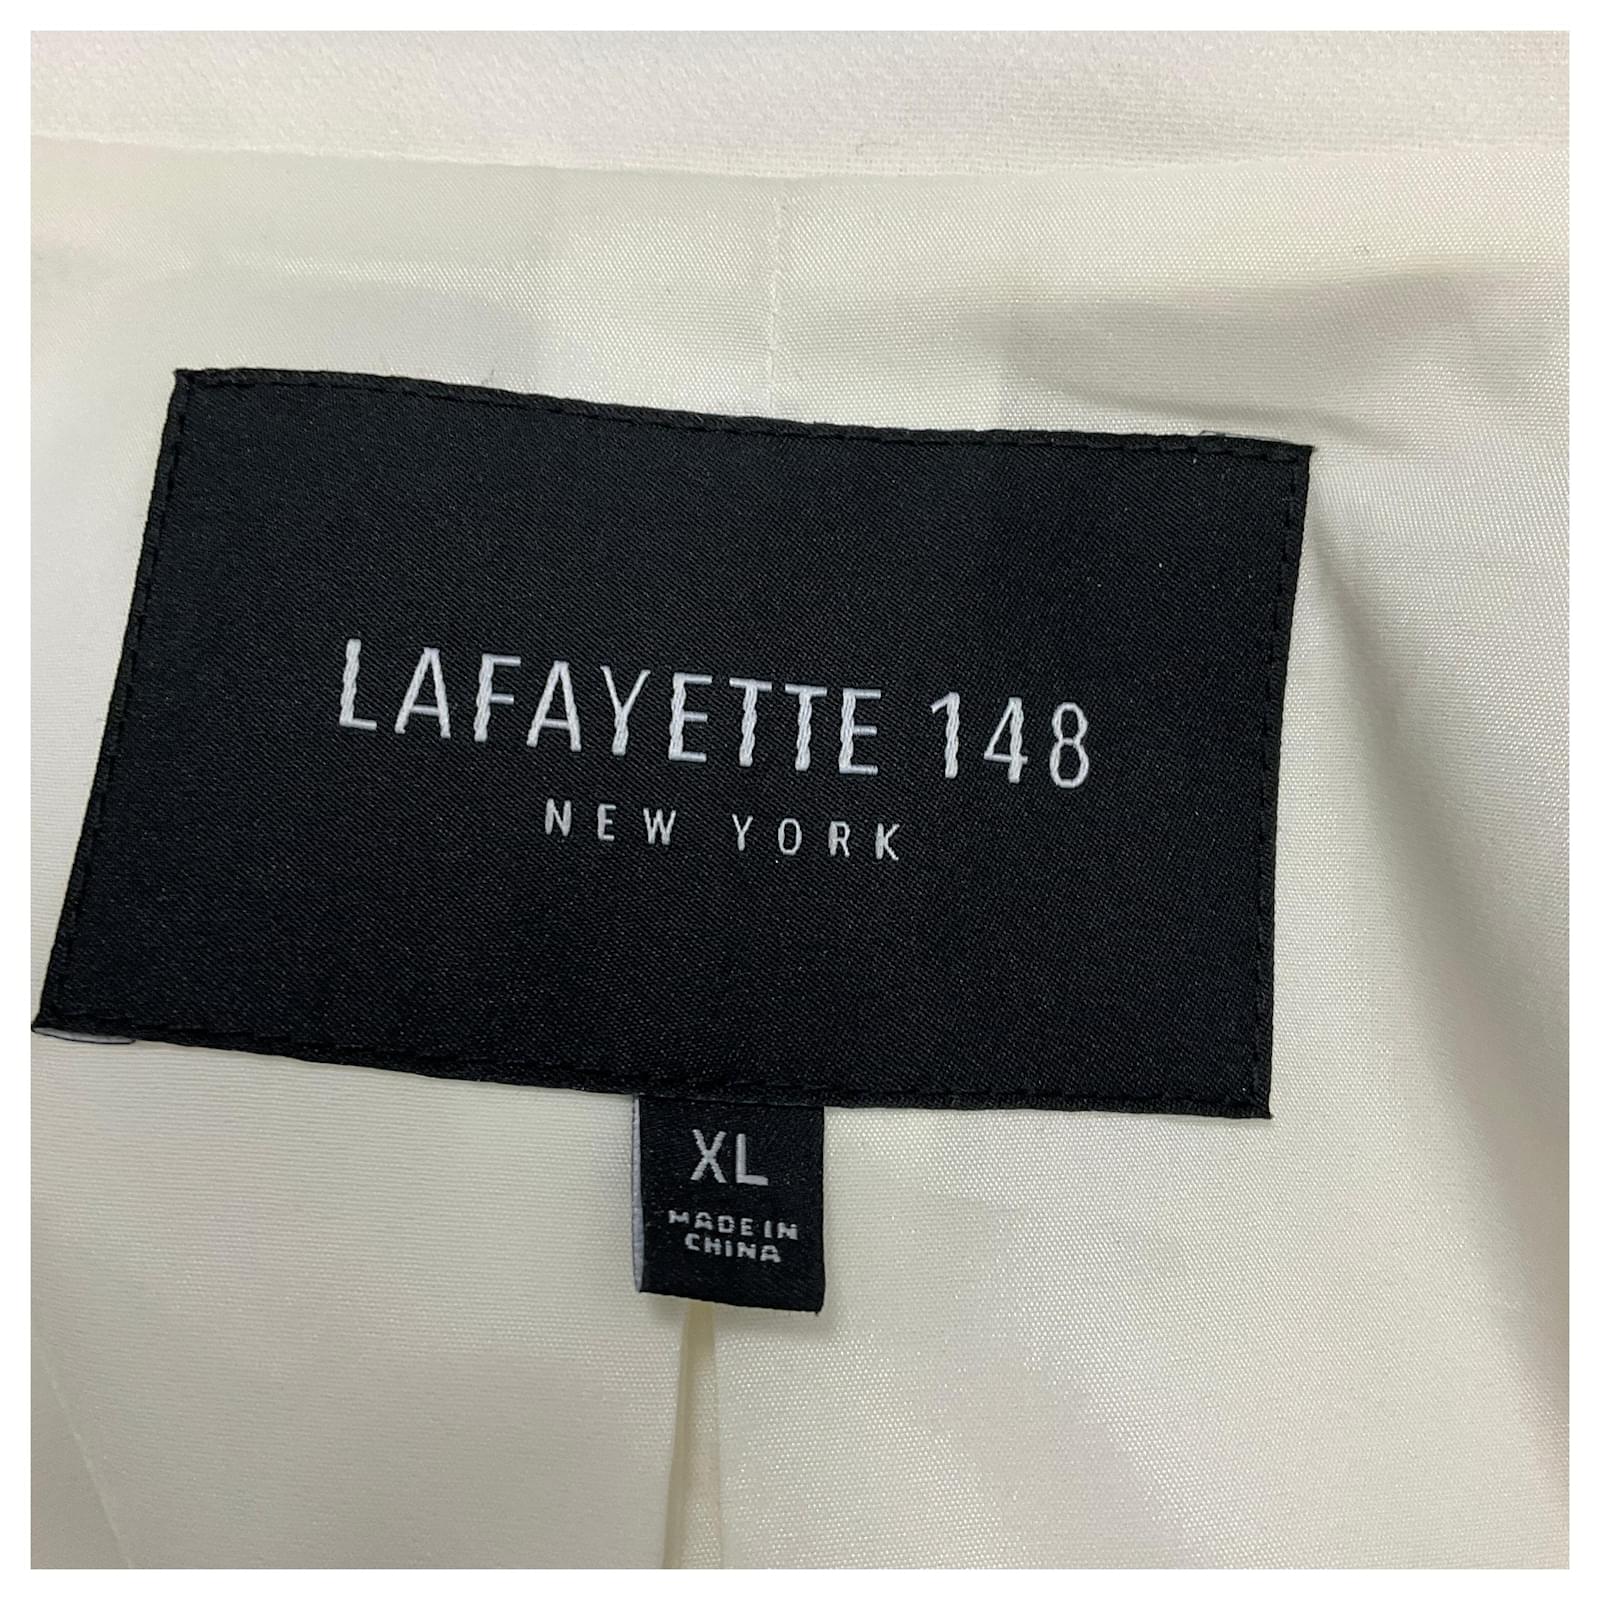 LAFAYETTE 148
NEW YORK
XL
MADE IN
CHINA